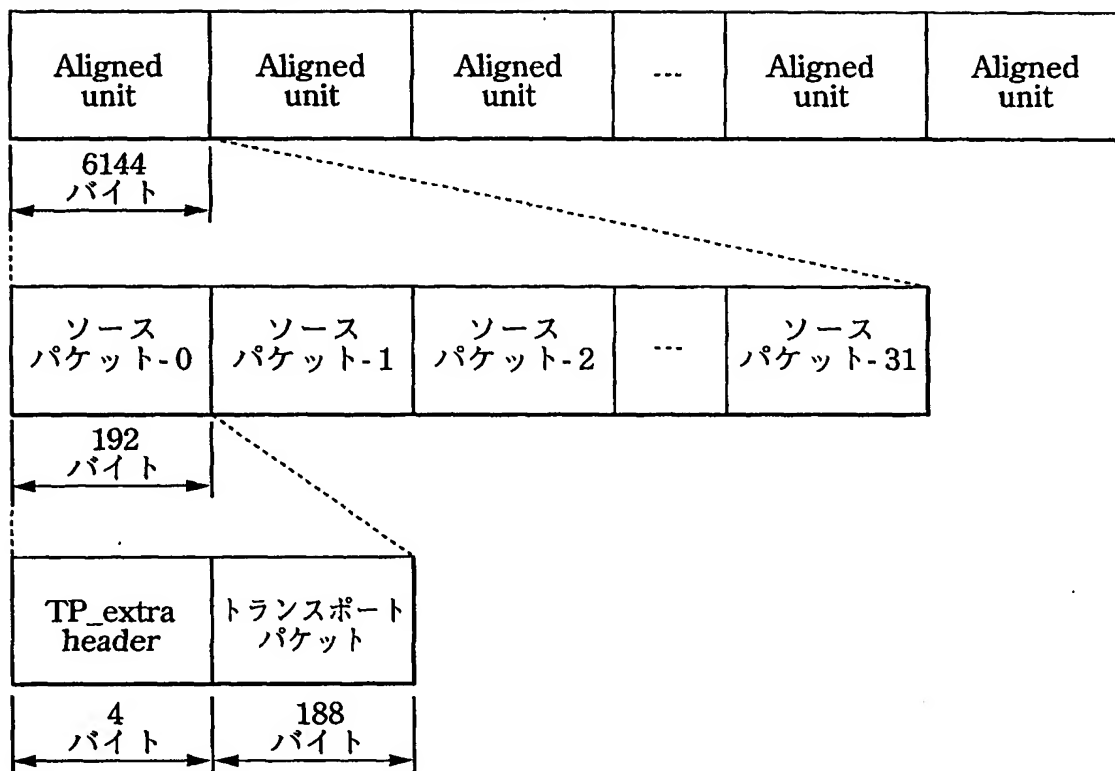 Aligned unit
Aligned unit
Aligned unit
---
Aligned unit
Aligned unit
6144
バイト
ソース
パケット-0
ソース
パケット-1
ソース
パケット-2
---
ソース
パケット-31
192
バイト
TP_extra
header
トランスポート
パケット
4
バイト
188
バイト